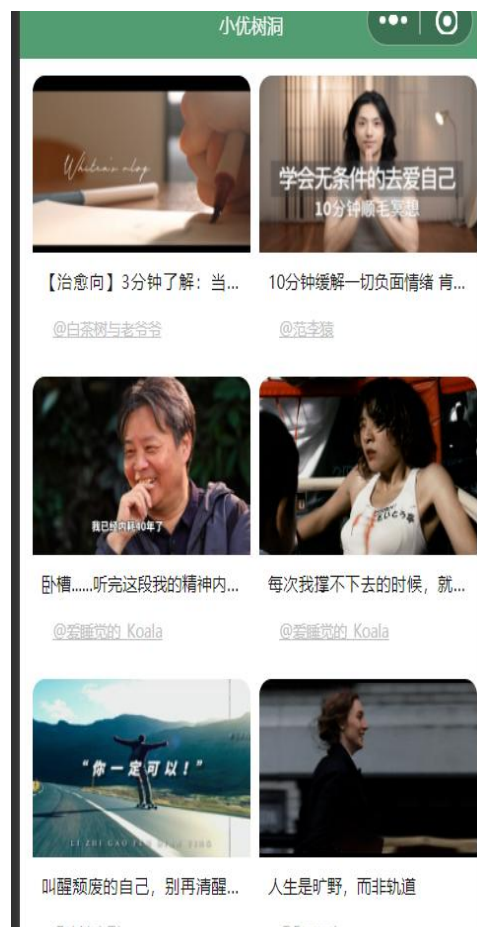 小优树洞
Whitea's vlog
学会无条件的去爱自己
10分钟顺毛冥想
【治愈向】3分钟了解：当...
10分钟缓解一切负面情绪 肯...
@白茶树与老爷爷
@范李猿
我已经内耗40年了
卧槽......听完这段我的精神内...
每次我撑不下去的时候，就...
@爱睡觉的 Koala
@爱睡觉的 Koala
“你一定可以！”
叫醒颓废的自己，别再清醒...
人生是旷野，而非轨道